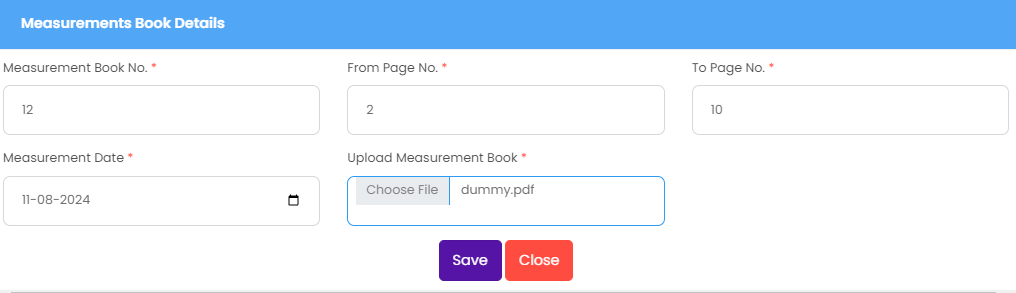 Measurements Book Details
Measurement Book No. * From Page No. * To Page No. *
12 2 10
Measurement Date * Upload Measurement Book *
11-08-2024 Choose File dummy.pdf
Save Close